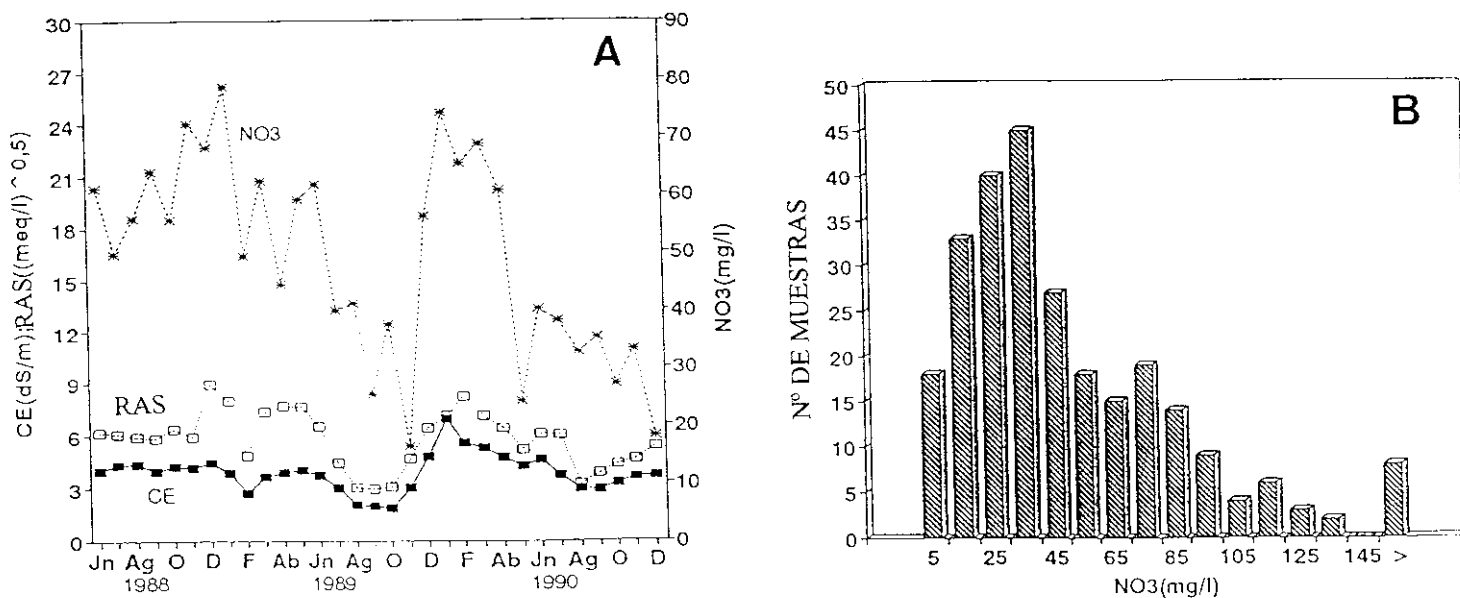 A
CE(dS/m);RAS((meq/l)^0,5)
30
27
24
21
18
15
12
9
6
3
0
NO3
RAS
CE
90
80
70
60
50
40
30
20
10
0
NO3(mg/l)
Jn Ag O D F Ab Jn Ag O D F Ab Jn Ag O D
1988 1989 1990
B
Nº DE MUESTRAS
50
45
40
35
30
25
20
15
10
5
0
5 25 45 65 85 105 125 145 >
NO3(mg/l)